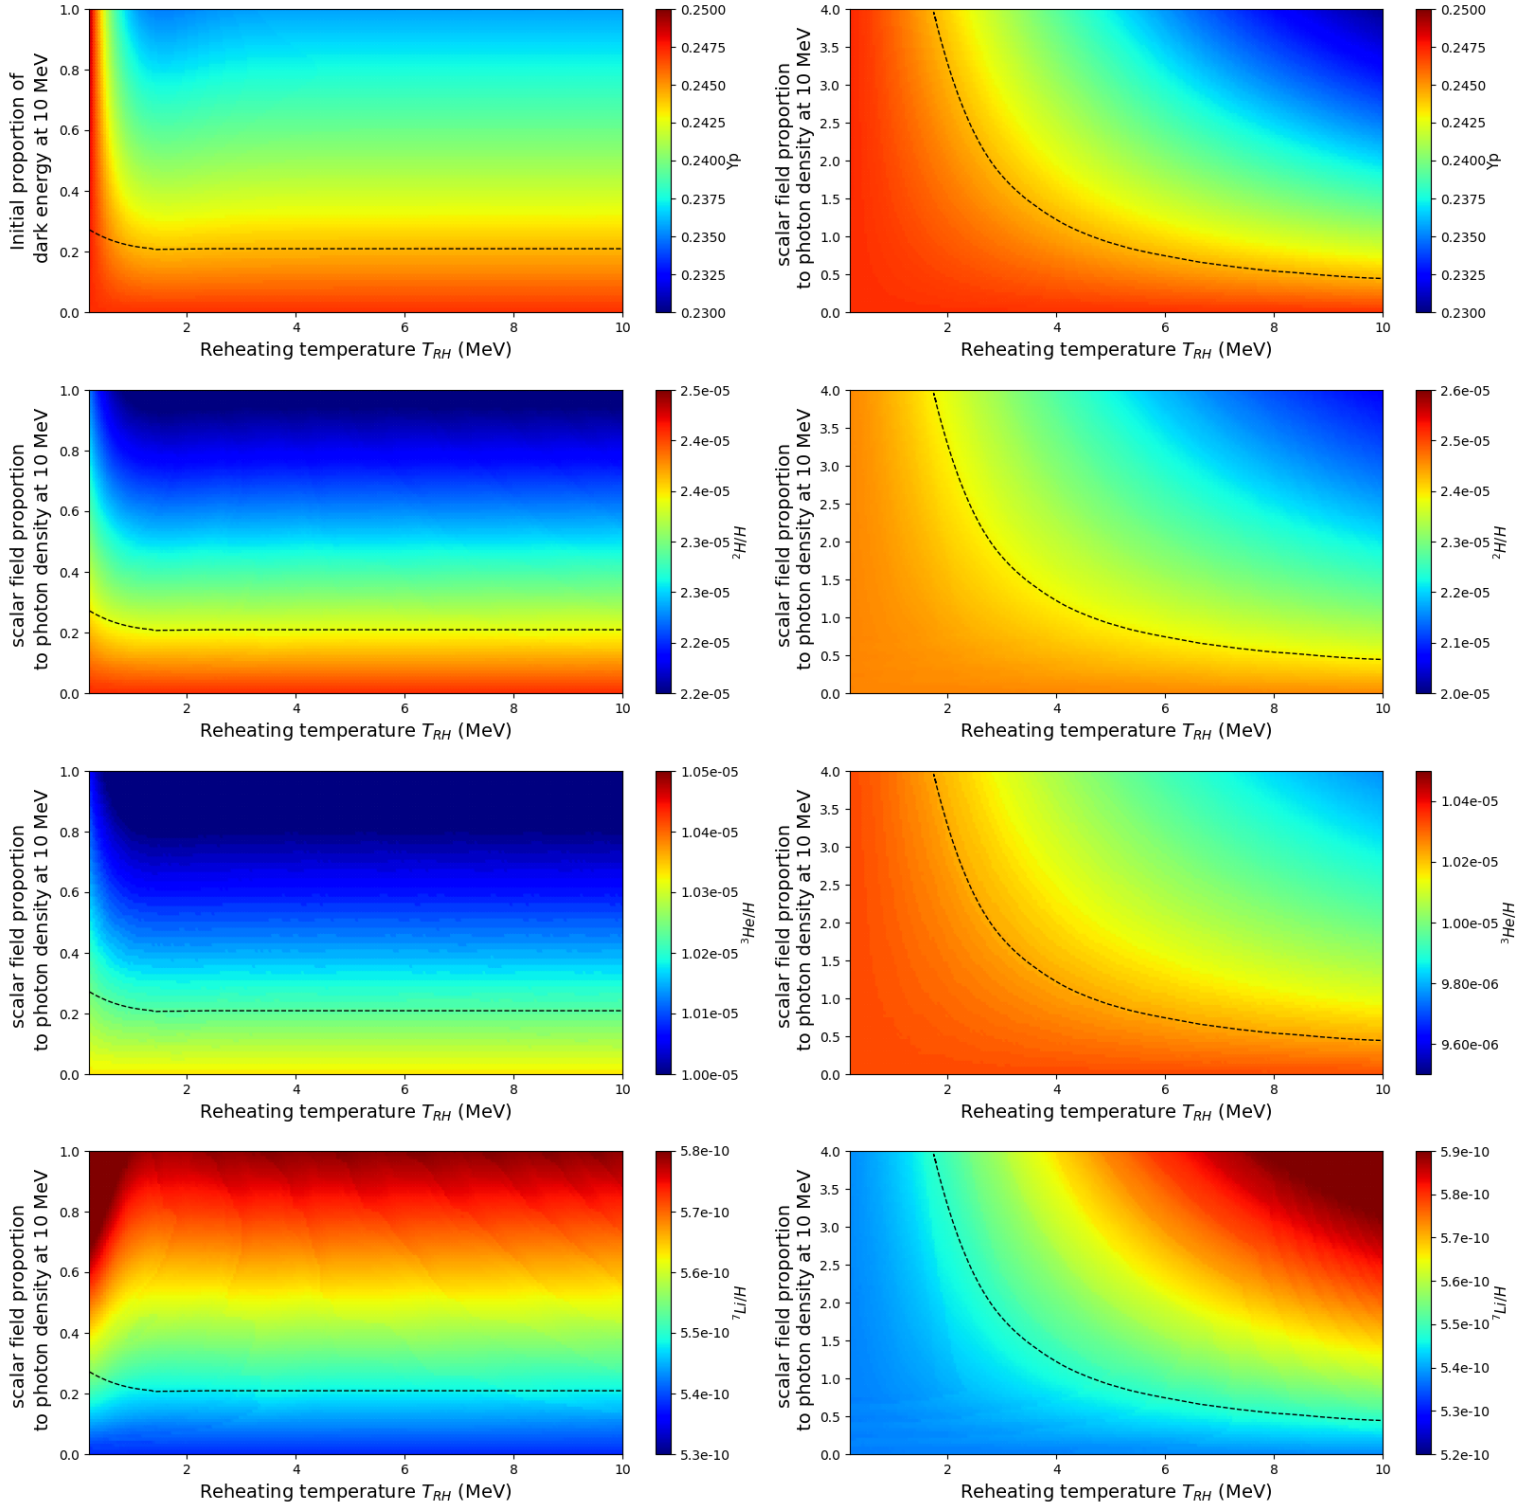 Initial proportion of
dark energy at 10 MeV
1.0
0.8
0.6
0.4
0.2
0.0
2
4
6
8
10
Reheating temperature T_RH (MeV)
0.2500
0.2475
0.2450
0.2425
0.2400
0.2375
0.2350
0.2325
0.2300
Yp
scalar field proportion
to photon density at 10 MeV
4.0
3.5
3.0
2.5
2.0
1.5
1.0
0.5
0.0
2
4
6
8
10
Reheating temperature T_RH (MeV)
0.2500
0.2475
0.2450
0.2425
0.2400
0.2375
0.2350
0.2325
0.2300
Yp
scalar field proportion
to photon density at 10 MeV
1.0
0.8
0.6
0.4
0.2
0.0
2
4
6
8
10
Reheating temperature T_RH (MeV)
2.5e-05
2.4e-05
2.4e-05
2.3e-05
2.3e-05
2.2e-05
2.2e-05
²H/H
scalar field proportion
to photon density at 10 MeV
4.0
3.5
3.0
2.5
2.0
1.5
1.0
0.5
0.0
2
4
6
8
10
Reheating temperature T_RH (MeV)
2.6e-05
2.5e-05
2.4e-05
2.3e-05
2.2e-05
2.1e-05
2.0e-05
²H/H
scalar field proportion
to photon density at 10 MeV
1.0
0.8
0.6
0.4
0.2
0.0
2
4
6
8
10
Reheating temperature T_RH (MeV)
1.05e-05
1.04e-05
1.03e-05
1.02e-05
1.01e-05
1.00e-05
³He/H
scalar field proportion
to photon density at 10 MeV
4.0
3.5
3.0
2.5
2.0
1.5
1.0
0.5
0.0
2
4
6
8
10
Reheating temperature T_RH (MeV)
1.04e-05
1.02e-05
1.00e-05
9.80e-06
9.60e-06
³He/H
scalar field proportion
to photon density at 10 MeV
1.0
0.8
0.6
0.4
0.2
0.0
2
4
6
8
10
Reheating temperature T_RH (MeV)
5.8e-10
5.7e-10
5.6e-10
5.5e-10
5.4e-10
5.3e-10
⁷Li/H
scalar field proportion
to photon density at 10 MeV
4.0
3.5
3.0
2.5
2.0
1.5
1.0
0.5
0.0
2
4
6
8
10
Reheating temperature T_RH (MeV)
5.9e-10
5.8e-10
5.7e-10
5.6e-10
5.5e-10
5.4e-10
5.3e-10
5.2e-10
⁷Li/H